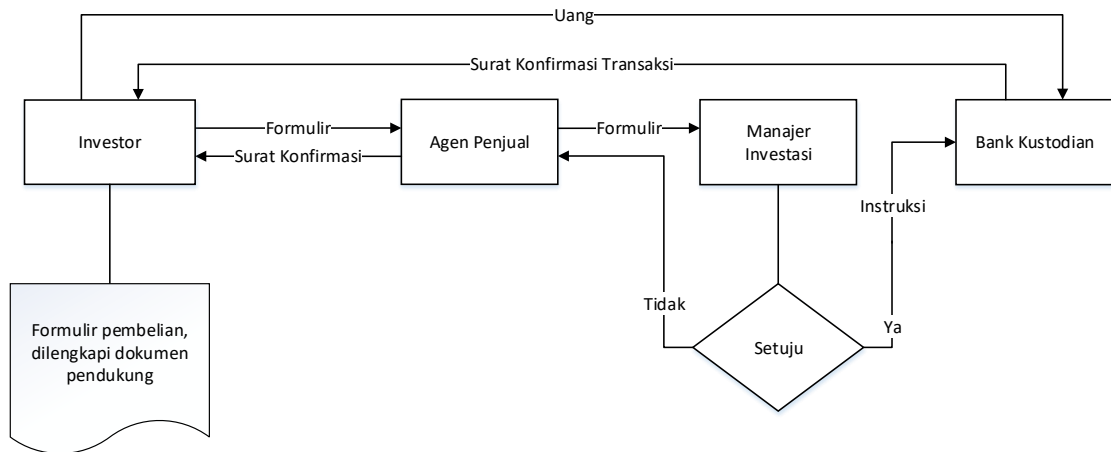 Uang
Surat Konfirmasi Transaksi
Investor
Formulir
Surat Konfirmasi
Agen Penjual
Formulir
Manajer
Investasi
Bank Kustodian
Instruksi
Tidak
Ya
Setuju
Formulir pembelian,
dilengkapi dokumen
pendukung